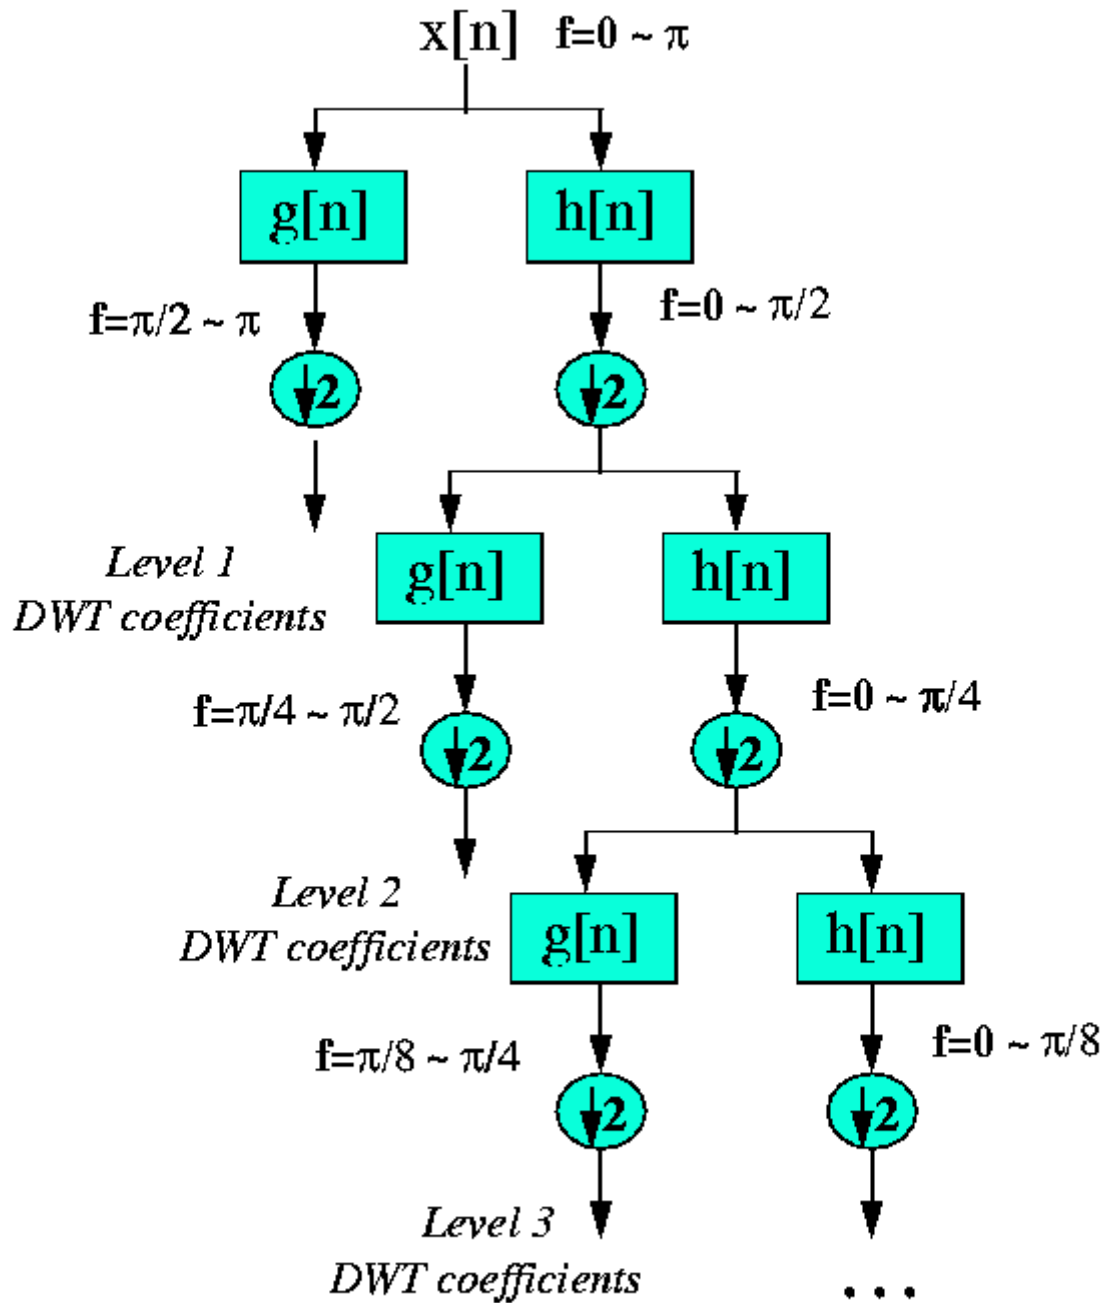 x[n] f=0 ~ π
g[n] h[n]
f=π/2 ~ π f=0 ~ π/2
↓2 ↓2
Level 1
DWT coefficients
g[n] h[n]
f=π/4 ~ π/2 f=0 ~ π/4
↓2 ↓2
Level 2
DWT coefficients
g[n] h[n]
f=π/8 ~ π/4 f=0 ~ π/8
↓2 ↓2
Level 3
DWT coefficients
...